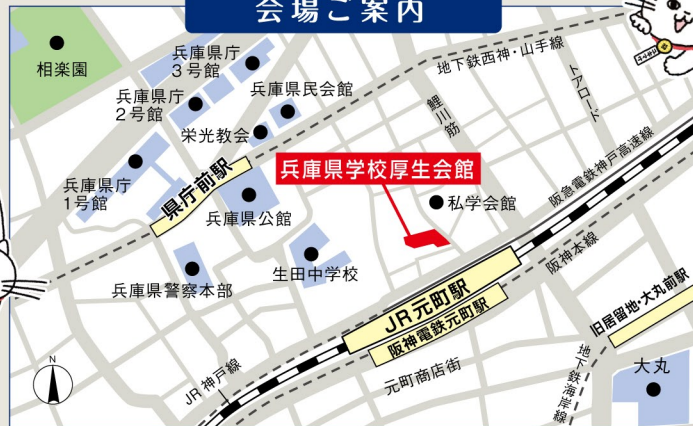 会場ご案内
相楽園
兵庫県庁
3号館
兵庫県庁
2号館
兵庫県民会館
栄光教会
兵庫県庁
1号館
県庁前駅
兵庫県公館
兵庫県警察本部
生田中学校
地下鉄西神・山手線
鯉川筋
トアロード
兵庫県学校厚生会館
私学会館
阪急電鉄神戸高速線
阪神本線
JR元町駅
阪神電鉄元町駅
旧居留地・大丸前駅
JR神戸線
元町商店街
地下鉄海岸線
大丸
N